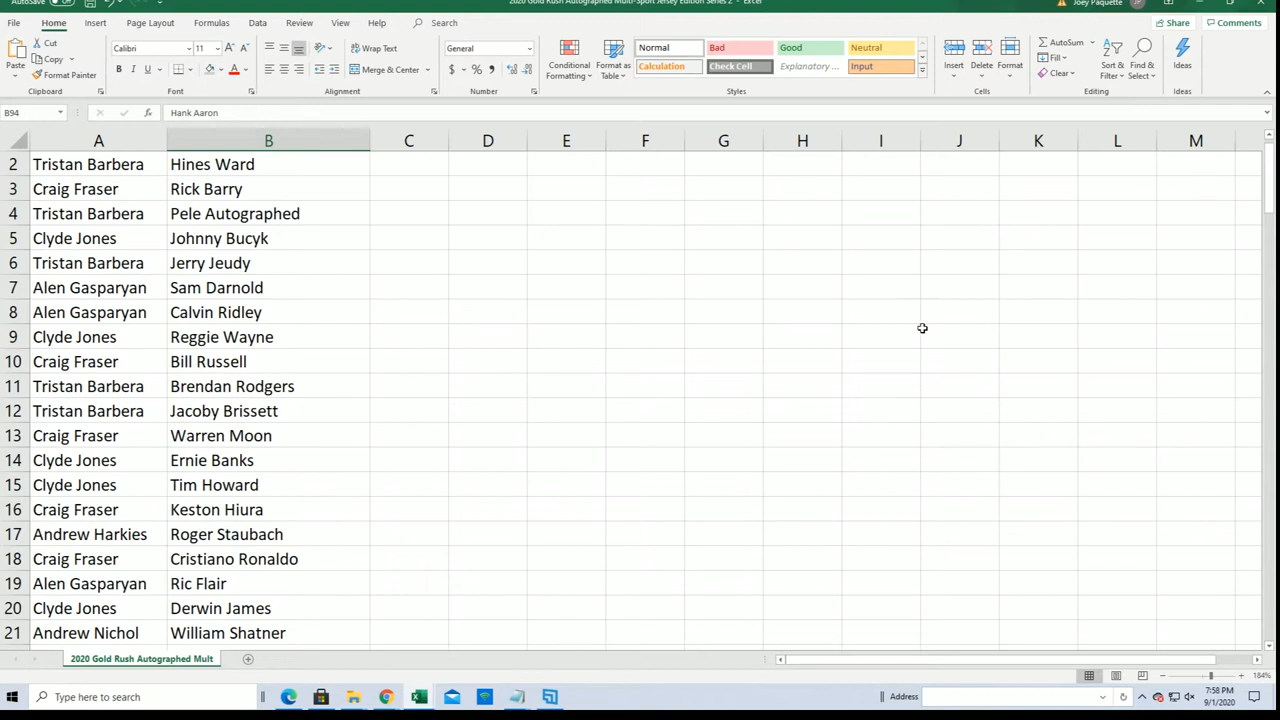 AutoSave Off 2020 Gold Rush Autographed Multi-Sport Jersey Edition Series 2 - Excel Joey Paquette JP
File Home Insert Page Layout Formulas Data Review View Help Search Share Comments
Paste Cut Copy Format Painter Clipboard
Calibri 11 A A B I U A Font
Wrap Text Merge & Center Alignment
General $ % , Number
Conditional Formatting Format as Table
Normal Bad Good Neutral
Calculation Check Cell Explanatory ... Input
Styles
Insert Delete Format Cells
AutoSum Fill Clear Sort & Filter Find & Select Editing
Ideas Ideas
B94 fx Hank Aaron
A B C D E F G H I J K L M
2 Tristan Barbera Hines Ward
3 Craig Fraser Rick Barry
4 Tristan Barbera Pele Autographed
5 Clyde Jones Johnny Bucyk
6 Tristan Barbera Jerry Jeudy
7 Alen Gasparyan Sam Darnold
8 Alen Gasparyan Calvin Ridley
9 Clyde Jones Reggie Wayne
10 Craig Fraser Bill Russell
11 Tristan Barbera Brendan Rodgers
12 Tristan Barbera Jacoby Brissett
13 Craig Fraser Warren Moon
14 Clyde Jones Ernie Banks
15 Clyde Jones Tim Howard
16 Craig Fraser Keston Hiura
17 Andrew Harkies Roger Staubach
18 Craig Fraser Cristiano Ronaldo
19 Alen Gasparyan Ric Flair
20 Clyde Jones Derwin James
21 Andrew Nichol William Shatner
2020 Gold Rush Autographed Mult
184%
Type here to search Address 7:58 PM
9/1/2020